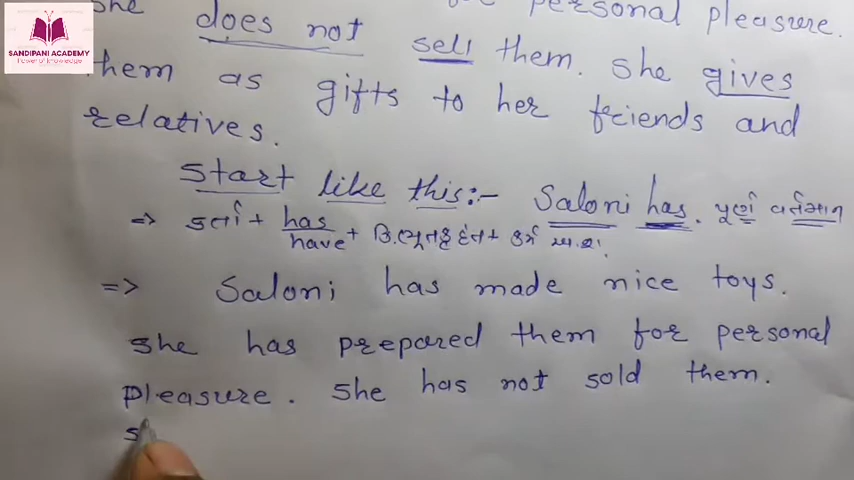 SANDIPANI ACADEMY
Power of knowledge
She personal pleasure.
does not sell them. She gives
them as gifts to her friends and
relatives.
Start like this:- Saloni has. પૂર્ણ વર્તમાન
=> કર્તા + has/have + ક્રિ.ભૂતકૃદંત + કર્મ
=> Saloni has made nice toys.
She has prepared them for personal
pleasure. She has not sold them.
S